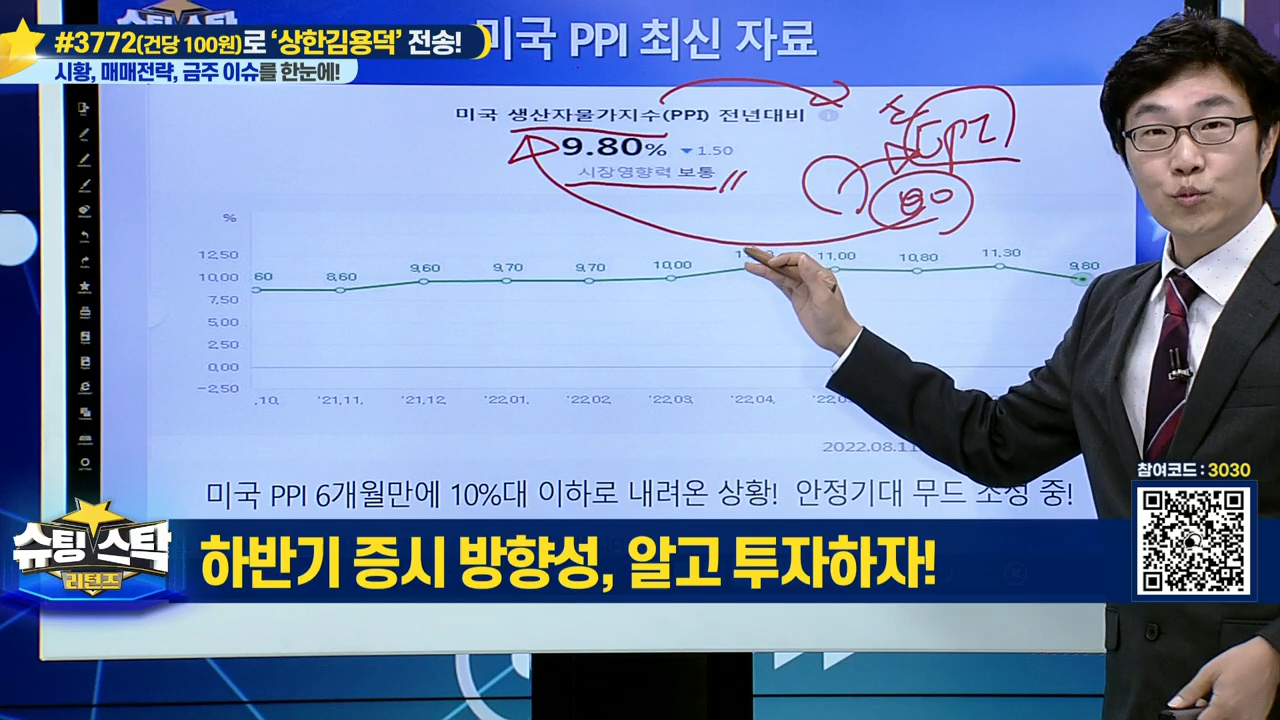 #3772(건당 100원)로 ‘상한김용덕’ 전송!
시황, 매매전략, 금주 이슈를 한눈에!
미국 PPI 최신 자료
미국 생산자물가지수(PPI) 전년대비
9.80% ▼1.50
시장영향력 보통
CPI
%
12.50
10.00
7.50
5.00
2.50
0.00
-2.50
60 8.60 9.60 9.70 9.70 10.00 11.00 10.80 11.30 9.80
.10. '21.11. '21.12. '22.01. '22.02. '22.03. '22.04.
2022.08.11
미국 PPI 6개월만에 10%대 이하로 내려온 상황! 안정기대 무드 조성 중!
참여코드 : 3030
슈팅스탁
리턴즈
하반기 증시 방향성, 알고 투자하자!